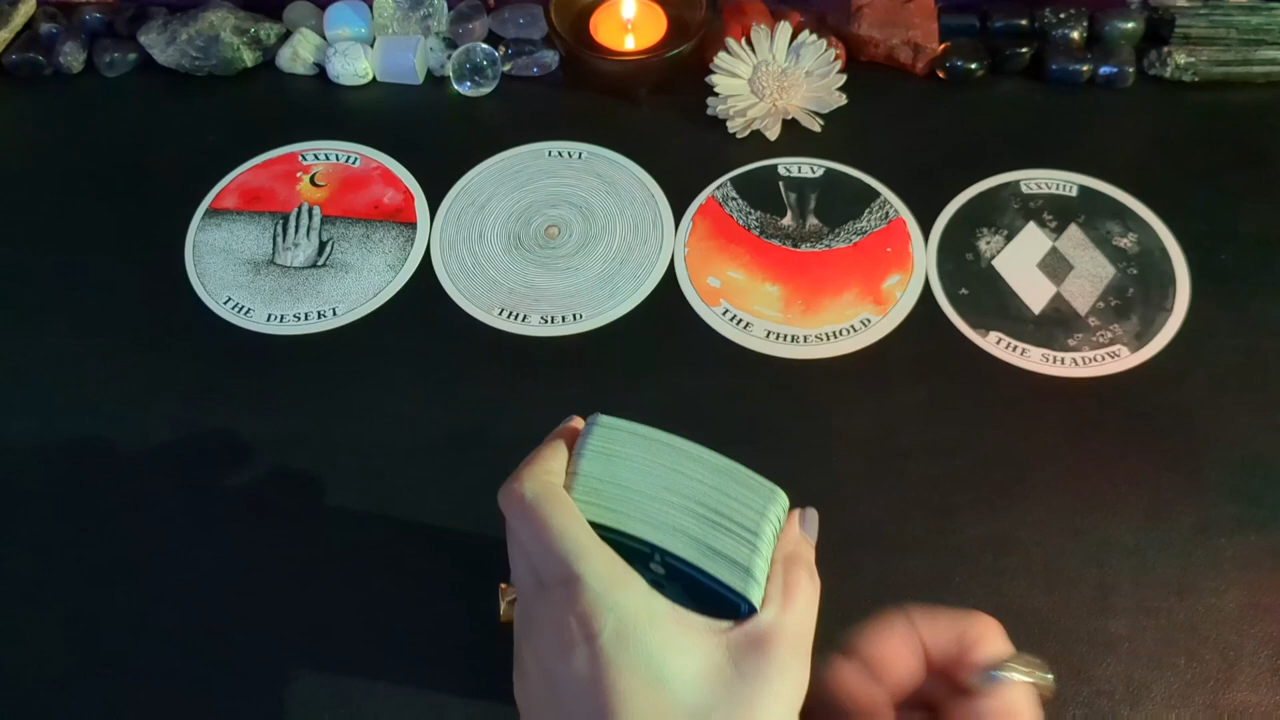 XXXVII
THE DESERT
LXVI
THE SEED
XLV
THE THRESHOLD
XXVIII
THE SHADOW